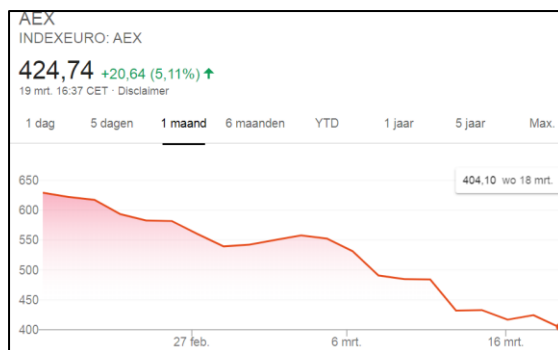 AEX
INDEXEURO: AEX
424,74 +20,64 (5,11%) ↑
19 mrt. 16:37 CET · Disclaimer
1 dag 5 dagen 1 maand 6 maanden YTD 1 jaar 5 jaar Max.
404,10 wo 18 mrt.
650
600
550
500
450
400
27 feb. 6 mrt. 16 mrt.